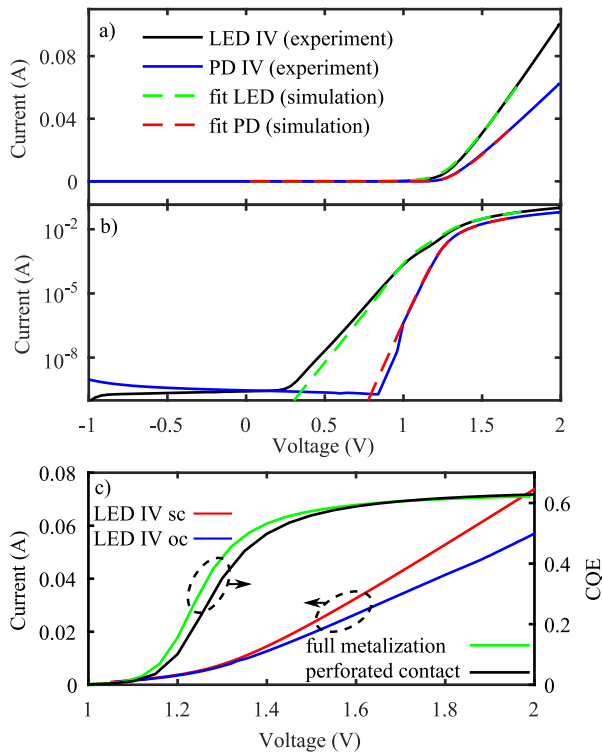 a)
LED IV (experiment)
PD IV (experiment)
fit LED (simulation)
fit PD (simulation)
Current (A)
0.08
0.04
0
b)
Current (A)
10^-2
10^-5
10^-8
-1 -0.5 0 0.5 1 1.5 2
Voltage (V)
c)
LED IV sc
LED IV oc
full metalization
perforated contact
Current (A)
0.08
0.06
0.04
0.02
0
CQE
0.6
0.4
0.2
0
1 1.2 1.4 1.6 1.8 2
Voltage (V)